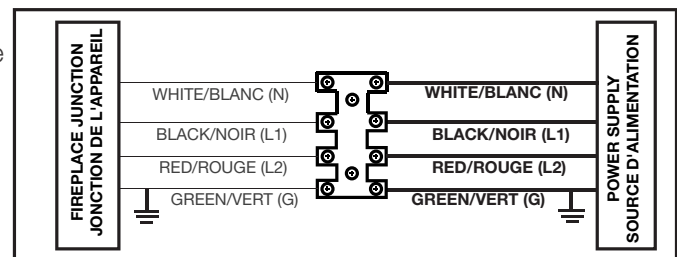 e
FIREPLACE JUNCTION
JONCTION DE L'APPAREIL
WHITE/BLANC (N)
BLACK/NOIR (L1)
RED/ROUGE (L2)
GREEN/VERT (G)
WHITE/BLANC (N)
BLACK/NOIR (L1)
RED/ROUGE (L2)
GREEN/VERT (G)
POWER SUPPLY
SOURCE D'ALIMENTATION